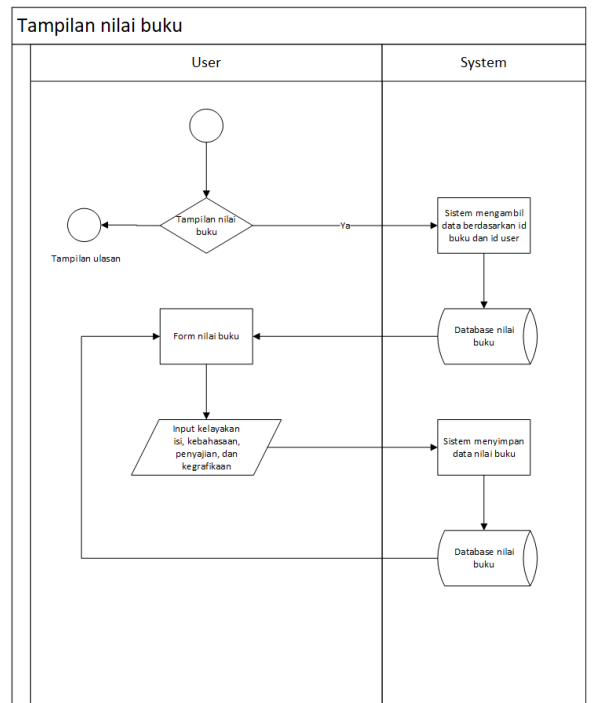 Tampilan nilai buku
User
System
Tampilan nilai
buku
Ya
Sistem mengambil
data berdasarkan id
buku dan id user
Tampilan ulasan
Form nilai buku
Database nilai
buku
Input kelayakan
isi, kebahasaan,
penyajian, dan
kegrafikaan
Sistem menyimpan
data nilai buku
Database nilai
buku